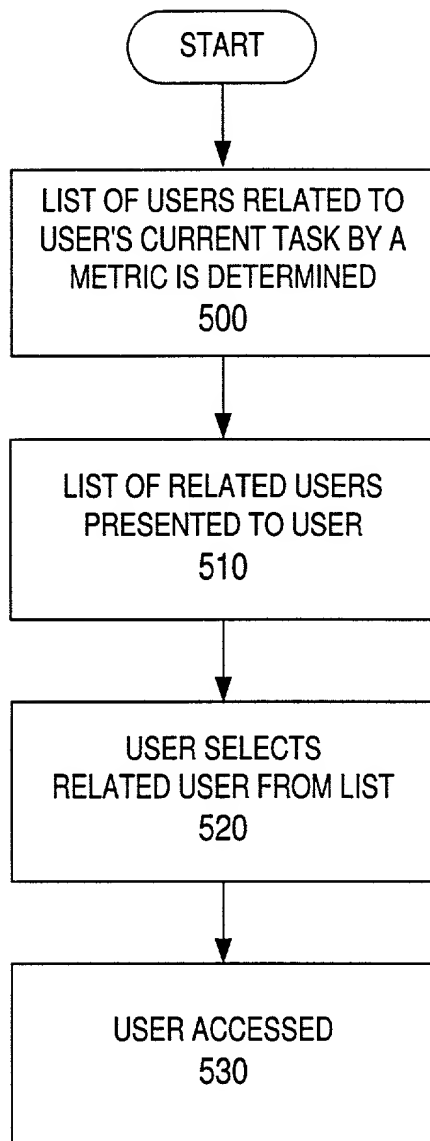 START
LIST OF USERS RELATED TO
USER'S CURRENT TASK BY A
METRIC IS DETERMINED
500
LIST OF RELATED USERS
PRESENTED TO USER
510
USER SELECTS
RELATED USER FROM LIST
520
USER ACCESSED
530